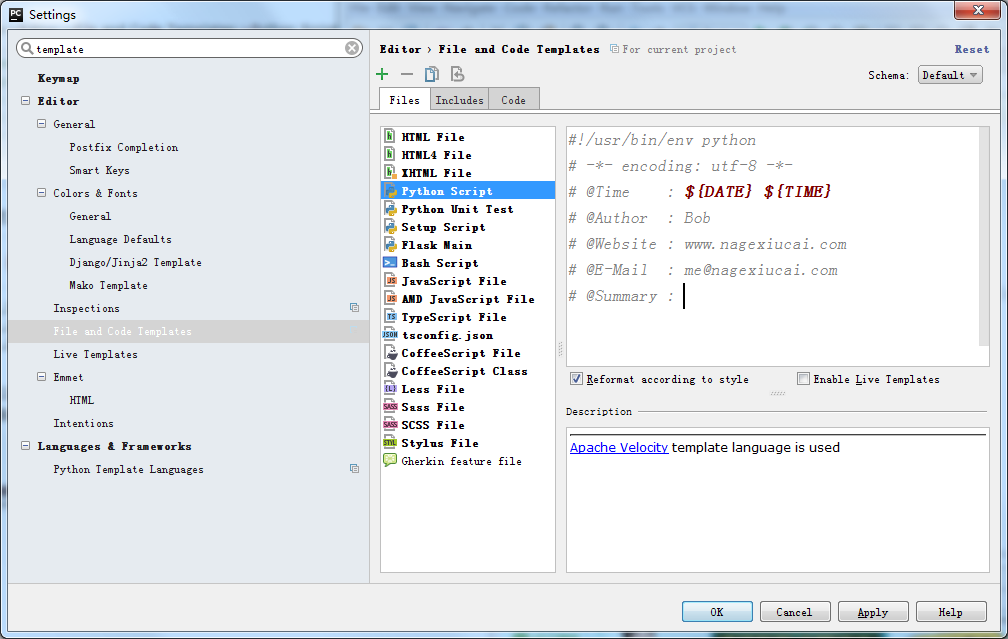 PC Settings
template
Keymap
Editor
General
Postfix Completion
Smart Keys
Colors & Fonts
General
Language Defaults
Django/Jinja2 Template
Mako Template
Inspections
File and Code Templates
Live Templates
Emmet
HTML
Intentions
Languages & Frameworks
Python Template Languages
Editor › File and Code Templates For current project Reset
Schema: Default
Files Includes Code
HTML File
HTML4 File
XHTML File
Python Script
Python Unit Test
Setup Script
Flask Main
Bash Script
JavaScript File
AMD JavaScript File
TypeScript File
tsconfig.json
CoffeeScript File
CoffeeScript Class
Less File
Sass File
SCSS File
Stylus File
Gherkin feature file
#!/usr/bin/env python
# -*- encoding: utf-8 -*-
# @Time : ${DATE} ${TIME}
# @Author : Bob
# @Website : www.nagexiucai.com
# @E-Mail : me@nagexiucai.com
# @Summary :
Reformat according to style Enable Live Templates
Description
Apache Velocity template language is used
OK Cancel Apply Help